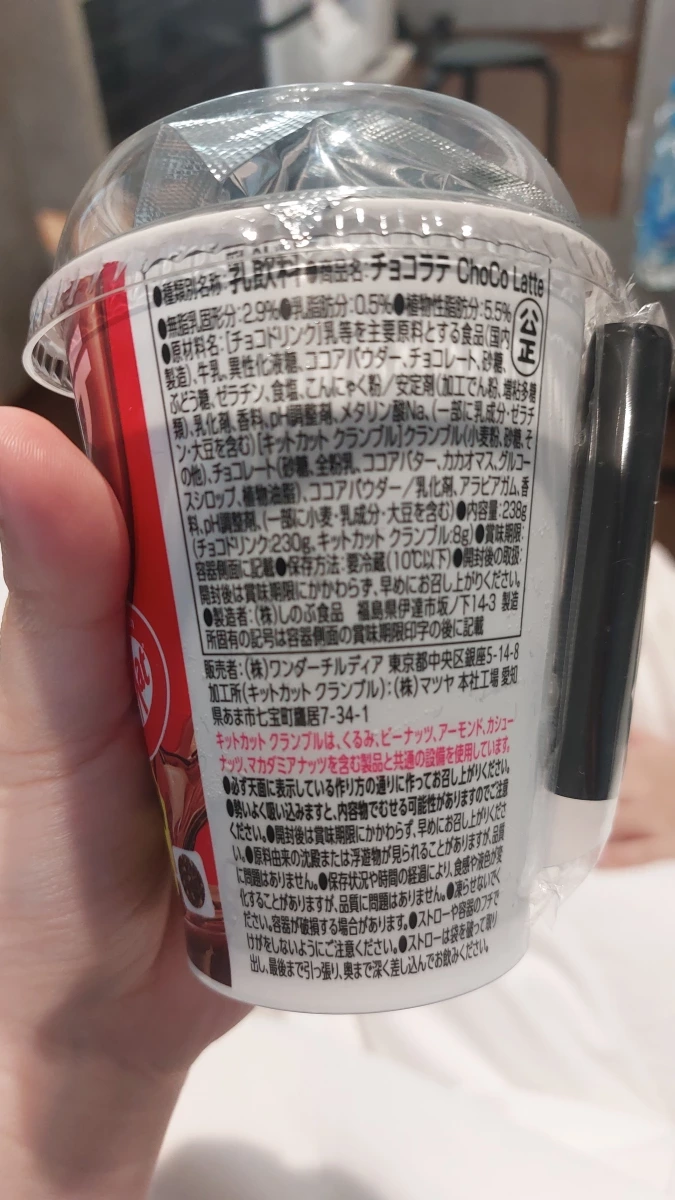 ●種類別名称:乳飲料●商品名:チョコラテ ChoCo Latte
●無脂乳固形分:2.9%●乳脂肪分:0.5%●植物性脂肪分:5.5%
公正
●原材料名:[チョコドリンク]乳等を主要原料とする食品(国内
製造)、牛乳、異性化液糖、ココアパウダー、チョコレート、砂糖、
ぶどう糖、ゼラチン、食塩、こんにゃく粉/安定剤(加工でん粉、増粘多糖
類)、乳化剤、香料、pH調整剤、メタリン酸Na、(一部に乳成分・ゼラチ
ン・大豆を含む)[キットカット クランブル]クランブル(小麦粉、砂糖、そ
の他)、チョコレート(砂糖、全粉乳、ココアバター、カカオマス、グルコー
スシロップ、植物油脂)、ココアパウダー/乳化剤、アラビアガム、香
料、pH調整剤、(一部に小麦・乳成分・大豆を含む)●内容量:238g
(チョコドリンク:230g、キットカット クランブル:8g)●賞味期限:
容器側面に記載●保存方法:要冷蔵(10℃以下)●開封後の取扱:
開封後は賞味期限にかかわらず、早めにお召し上がりください。
●製造者:(株)しのぶ食品 福島県伊達市坂ノ下14-3 製造
所固有の記号は容器側面の賞味期限印字の後に記載
販売者:(株)ワンダーチルディア 東京都中央区銀座5-14-8
加工所(キットカット クランブル):(株)マツヤ 本社工場 愛知
県あま市七宝町鷹居7-34-1
キットカット クランブルは、くるみ、ピーナッツ、アーモンド、カシュー
ナッツ、マカダミアナッツを含む製品と共通の設備を使用しています。
●必ず天面に表示している作り方の通りに作ってお召し上がりください。
●勢いよく吸い込みますと、内容物でむせる可能性がありますのでご注意
ください。●開封後は賞味期限にかかわらず、早めにお召し上がりくださ
い。●原料由来の沈殿または浮遊物が見られることがありますが、品質
に問題はありません。●保存状況や時間の経過により、食感や液色が変
化することがありますが、品質に問題はありません。●凍らせないでく
ださい。容器が破損する場合があります。●ストローや容器のフチで
けがをしないようにご注意ください。●ストローは袋を破って取り
出し、最後まで引っ張り、奥まで深く差し込んでお飲みください。